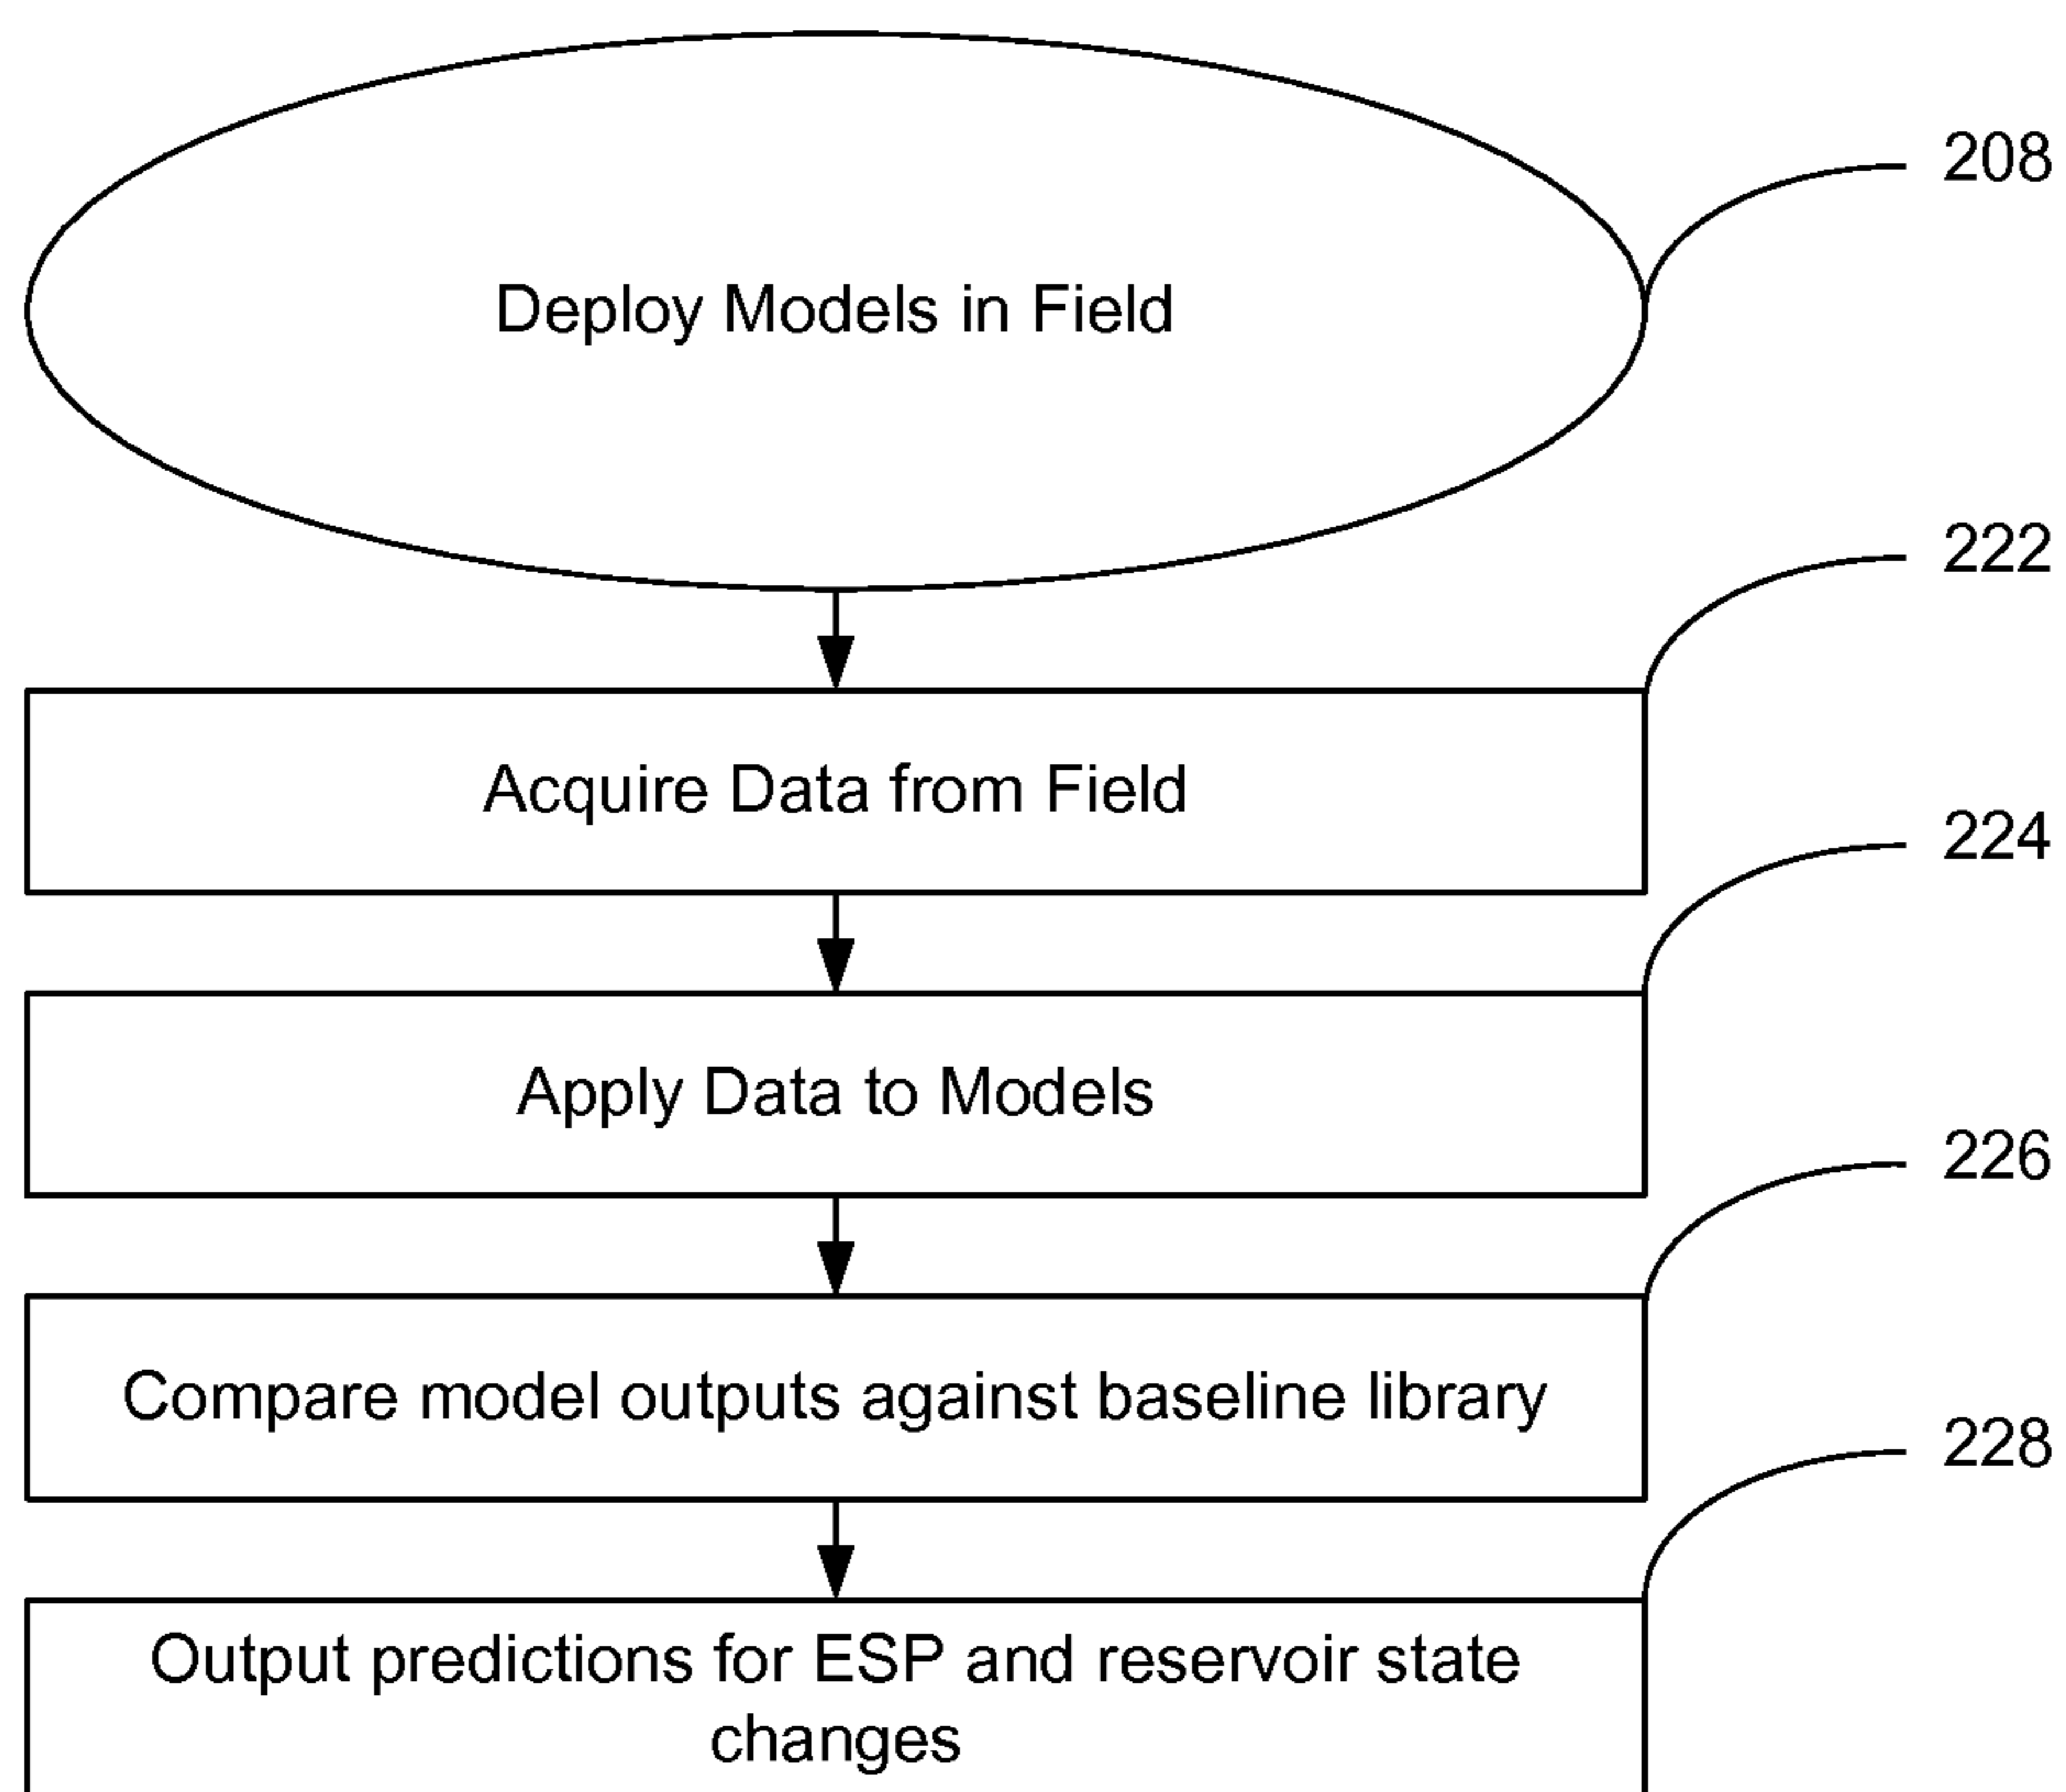 208
Deploy Models in Field
222
Acquire Data from Field
224
Apply Data to Models
226
Compare model outputs against baseline library
228
Output predictions for ESP and reservoir state
changes